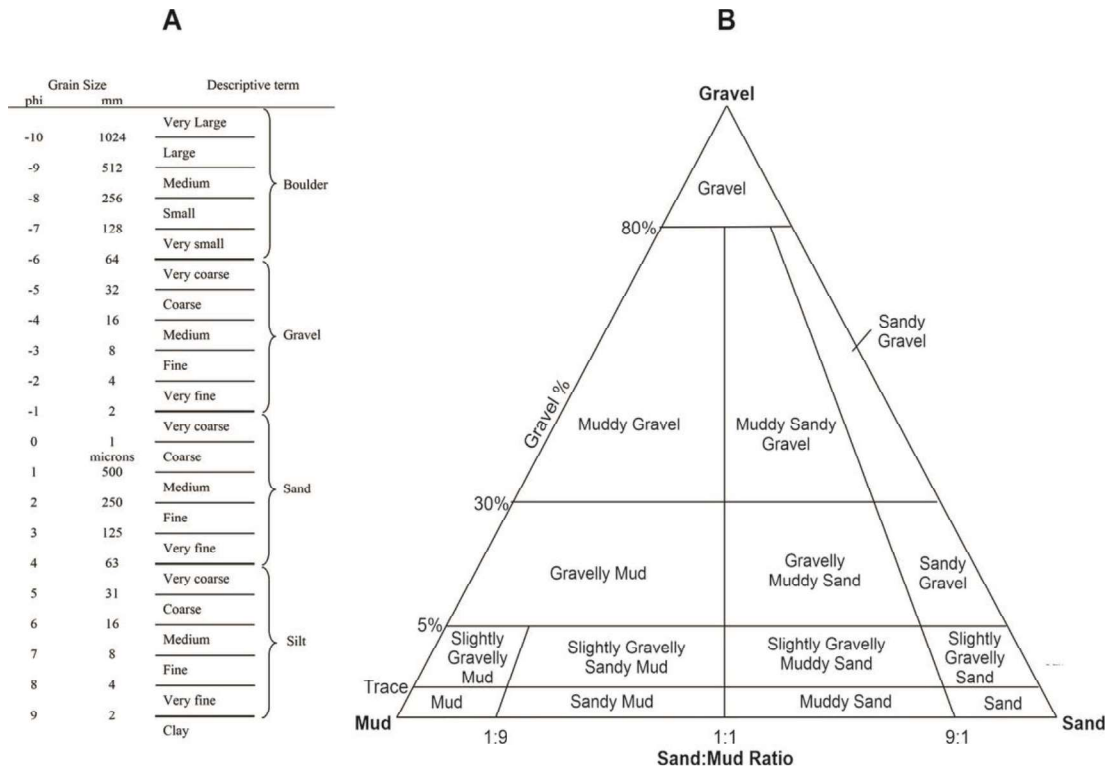 A
Grain Size Descriptive term
phi mm
Very Large
-10 1024
Large
-9 512
Medium
-8 256
Small
-7 128
Very small
-6 64
Boulder
Very coarse
-5 32
Coarse
-4 16
Medium
-3 8
Fine
-2 4
Very fine
-1 2
Gravel
Very coarse
0 1
microns Coarse
1 500
Medium
2 250
Fine
3 125
Very fine
4 63
Sand
Very coarse
5 31
Coarse
6 16
Medium
7 8
Fine
8 4
Very fine
9 2
Silt
Clay
B
Gravel
Gravel
80%
Sandy
Gravel
Gravel %
Muddy Gravel
Muddy Sandy
Gravel
30%
Gravelly Mud
Gravelly
Muddy Sand
Sandy
Gravel
5%
Slightly
Gravelly
Mud
Slightly Gravelly
Sandy Mud
Slightly Gravelly
Muddy Sand
Slightly
Gravelly
Sand
Trace
Mud
Sandy Mud
Muddy Sand
Sand
Mud
Sand
1:9 1:1 9:1
Sand:Mud Ratio